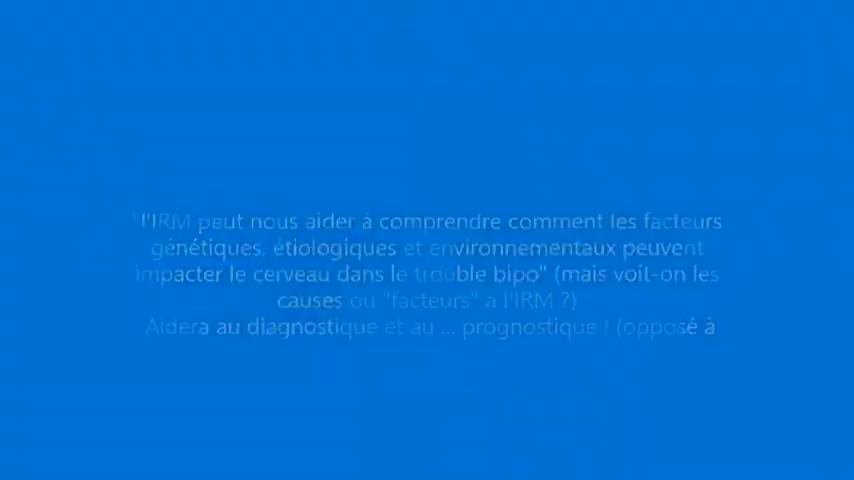 "l'IRM peut nous aider à comprendre comment les facteurs
génétiques, étiologiques et environnementaux peuvent
impacter le cerveau dans le trouble bipo" (mais voit-on les
causes ou "facteurs" a l'IRM ?)
Aidera au diagnostique et au ... prognostique ! (opposé à